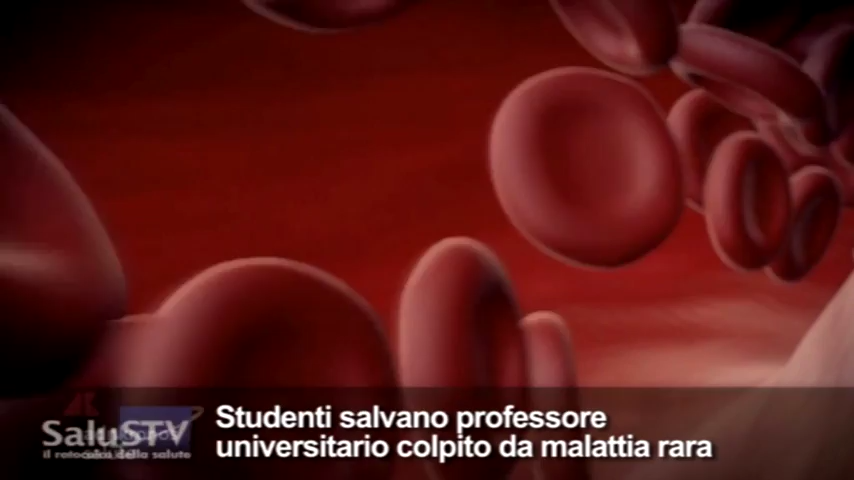 Studenti salvano professore
universitario colpito da malattia rara
SaluSTV
il rotocalco della salute